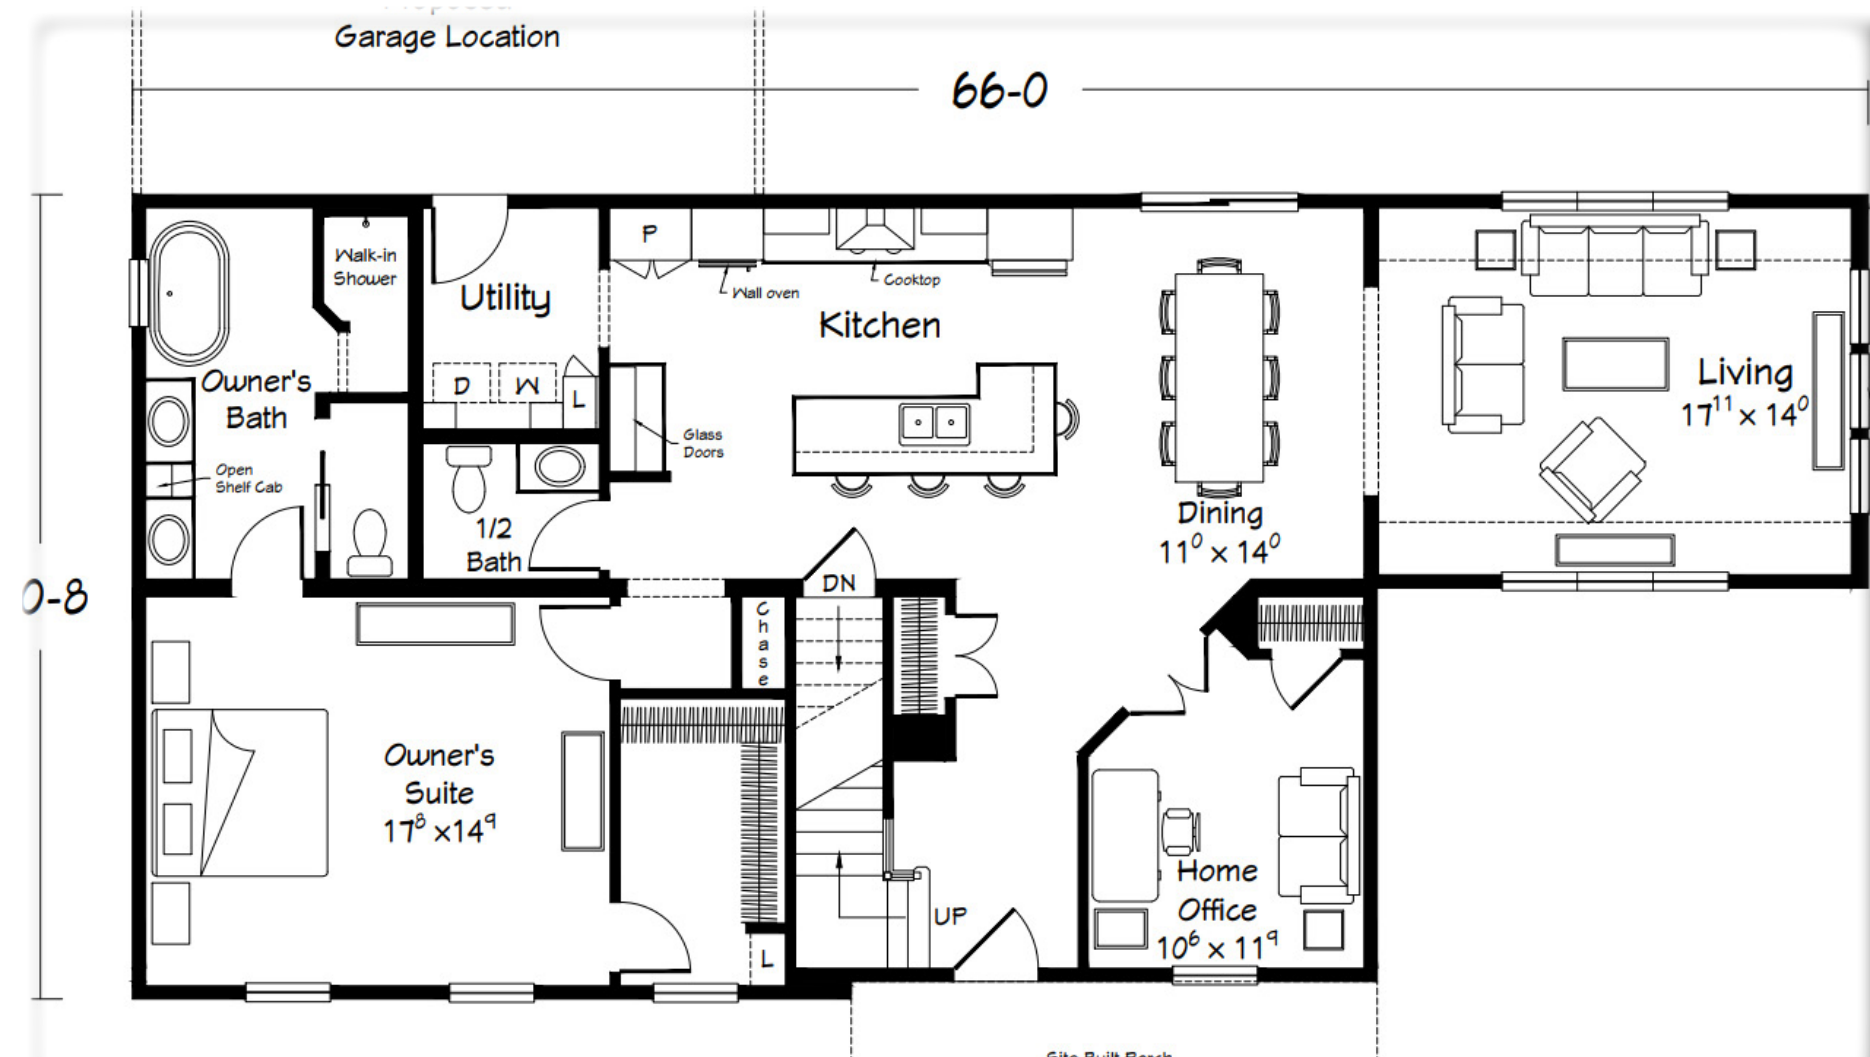 Garage Location
66-0
0-8
Walk-in
Shower
Utility
P
Wall oven
Cooktop
Kitchen
D
W
L
Owner's
Bath
Open
Shelf Cab
Glass
Doors
1/2
Bath
Living
17¹¹ × 14⁰
Dining
11⁰ × 14⁰
DN
Chase
Owner's
Suite
17⁸ ×14⁹
Home
Office
10⁶ × 11⁹
UP
L